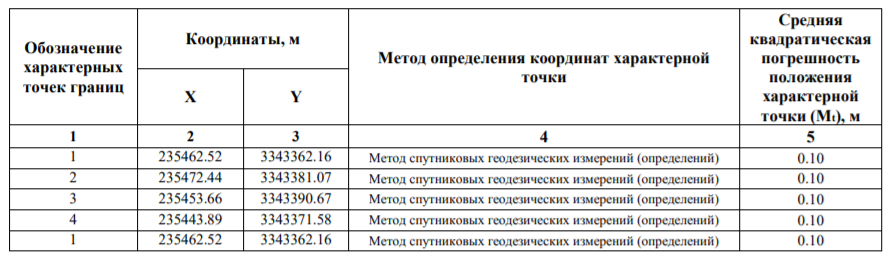 Обозначение характерных точек границ
Координаты, м
Метод определения координат характерной точки
Средняя квадратическая погрешность положения характерной точки (Mt), м
X Y
1 2 3 4 5
1 235462.52 3343362.16 Метод спутниковых геодезических измерений (определений) 0.10
2 235472.44 3343381.07 Метод спутниковых геодезических измерений (определений) 0.10
3 235453.66 3343390.67 Метод спутниковых геодезических измерений (определений) 0.10
4 235443.89 3343371.58 Метод спутниковых геодезических измерений (определений) 0.10
1 235462.52 3343362.16 Метод спутниковых геодезических измерений (определений) 0.10